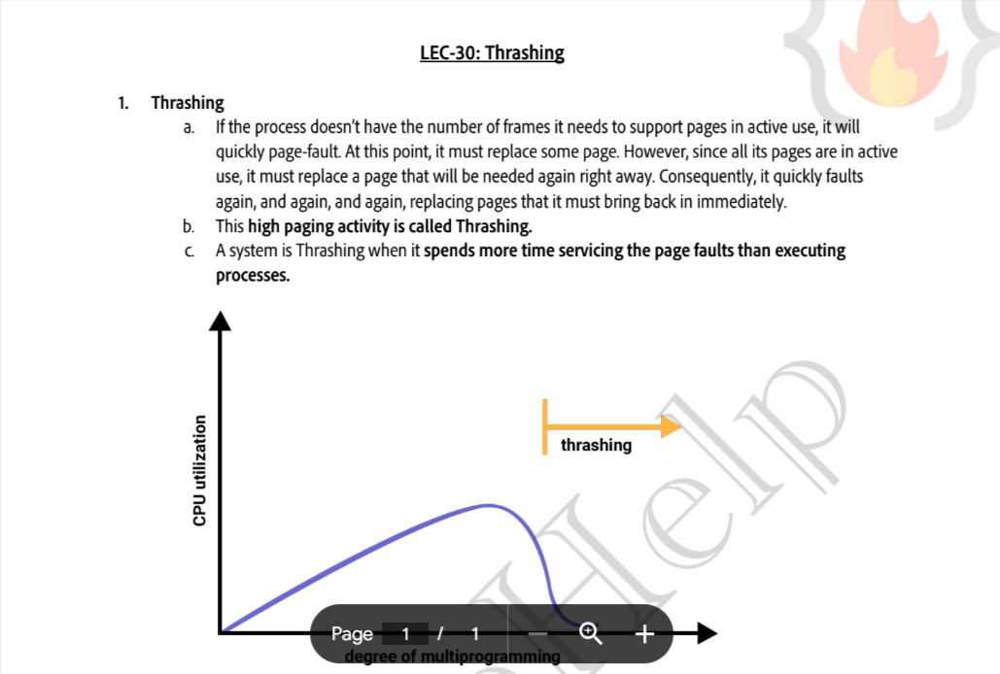 LEC-30: Thrashing
1. Thrashing
a. If the process doesn't have the number of frames it needs to support pages in active use, it will
quickly page-fault. At this point, it must replace some page. However, since all its pages are in active
use, it must replace a page that will be needed again right away. Consequently, it quickly faults
again, and again, and again, replacing pages that it must bring back in immediately.
b. This high paging activity is called Thrashing.
c. A system is Thrashing when it spends more time servicing the page faults than executing
processes.
thrashing
CPU utilization
Page 1 / 1
degree of multiprogramming
Help